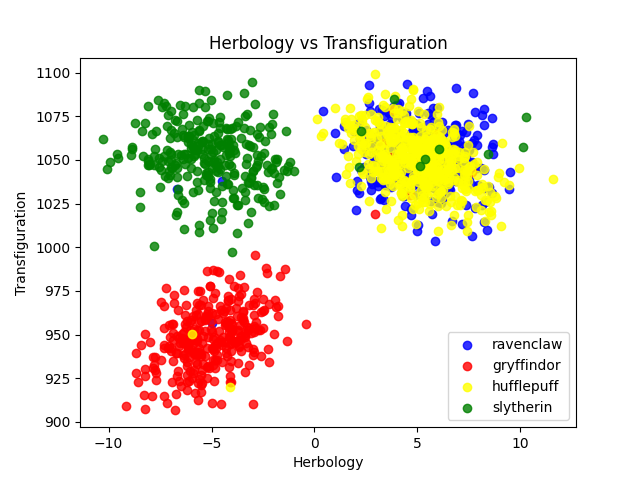 Herbology vs Transfiguration
1100
1075
1050
1025
1000
975
950
925
900
Transfiguration
−10
−5
0
5
10
Herbology
ravenclaw
gryffindor
hufflepuff
slytherin